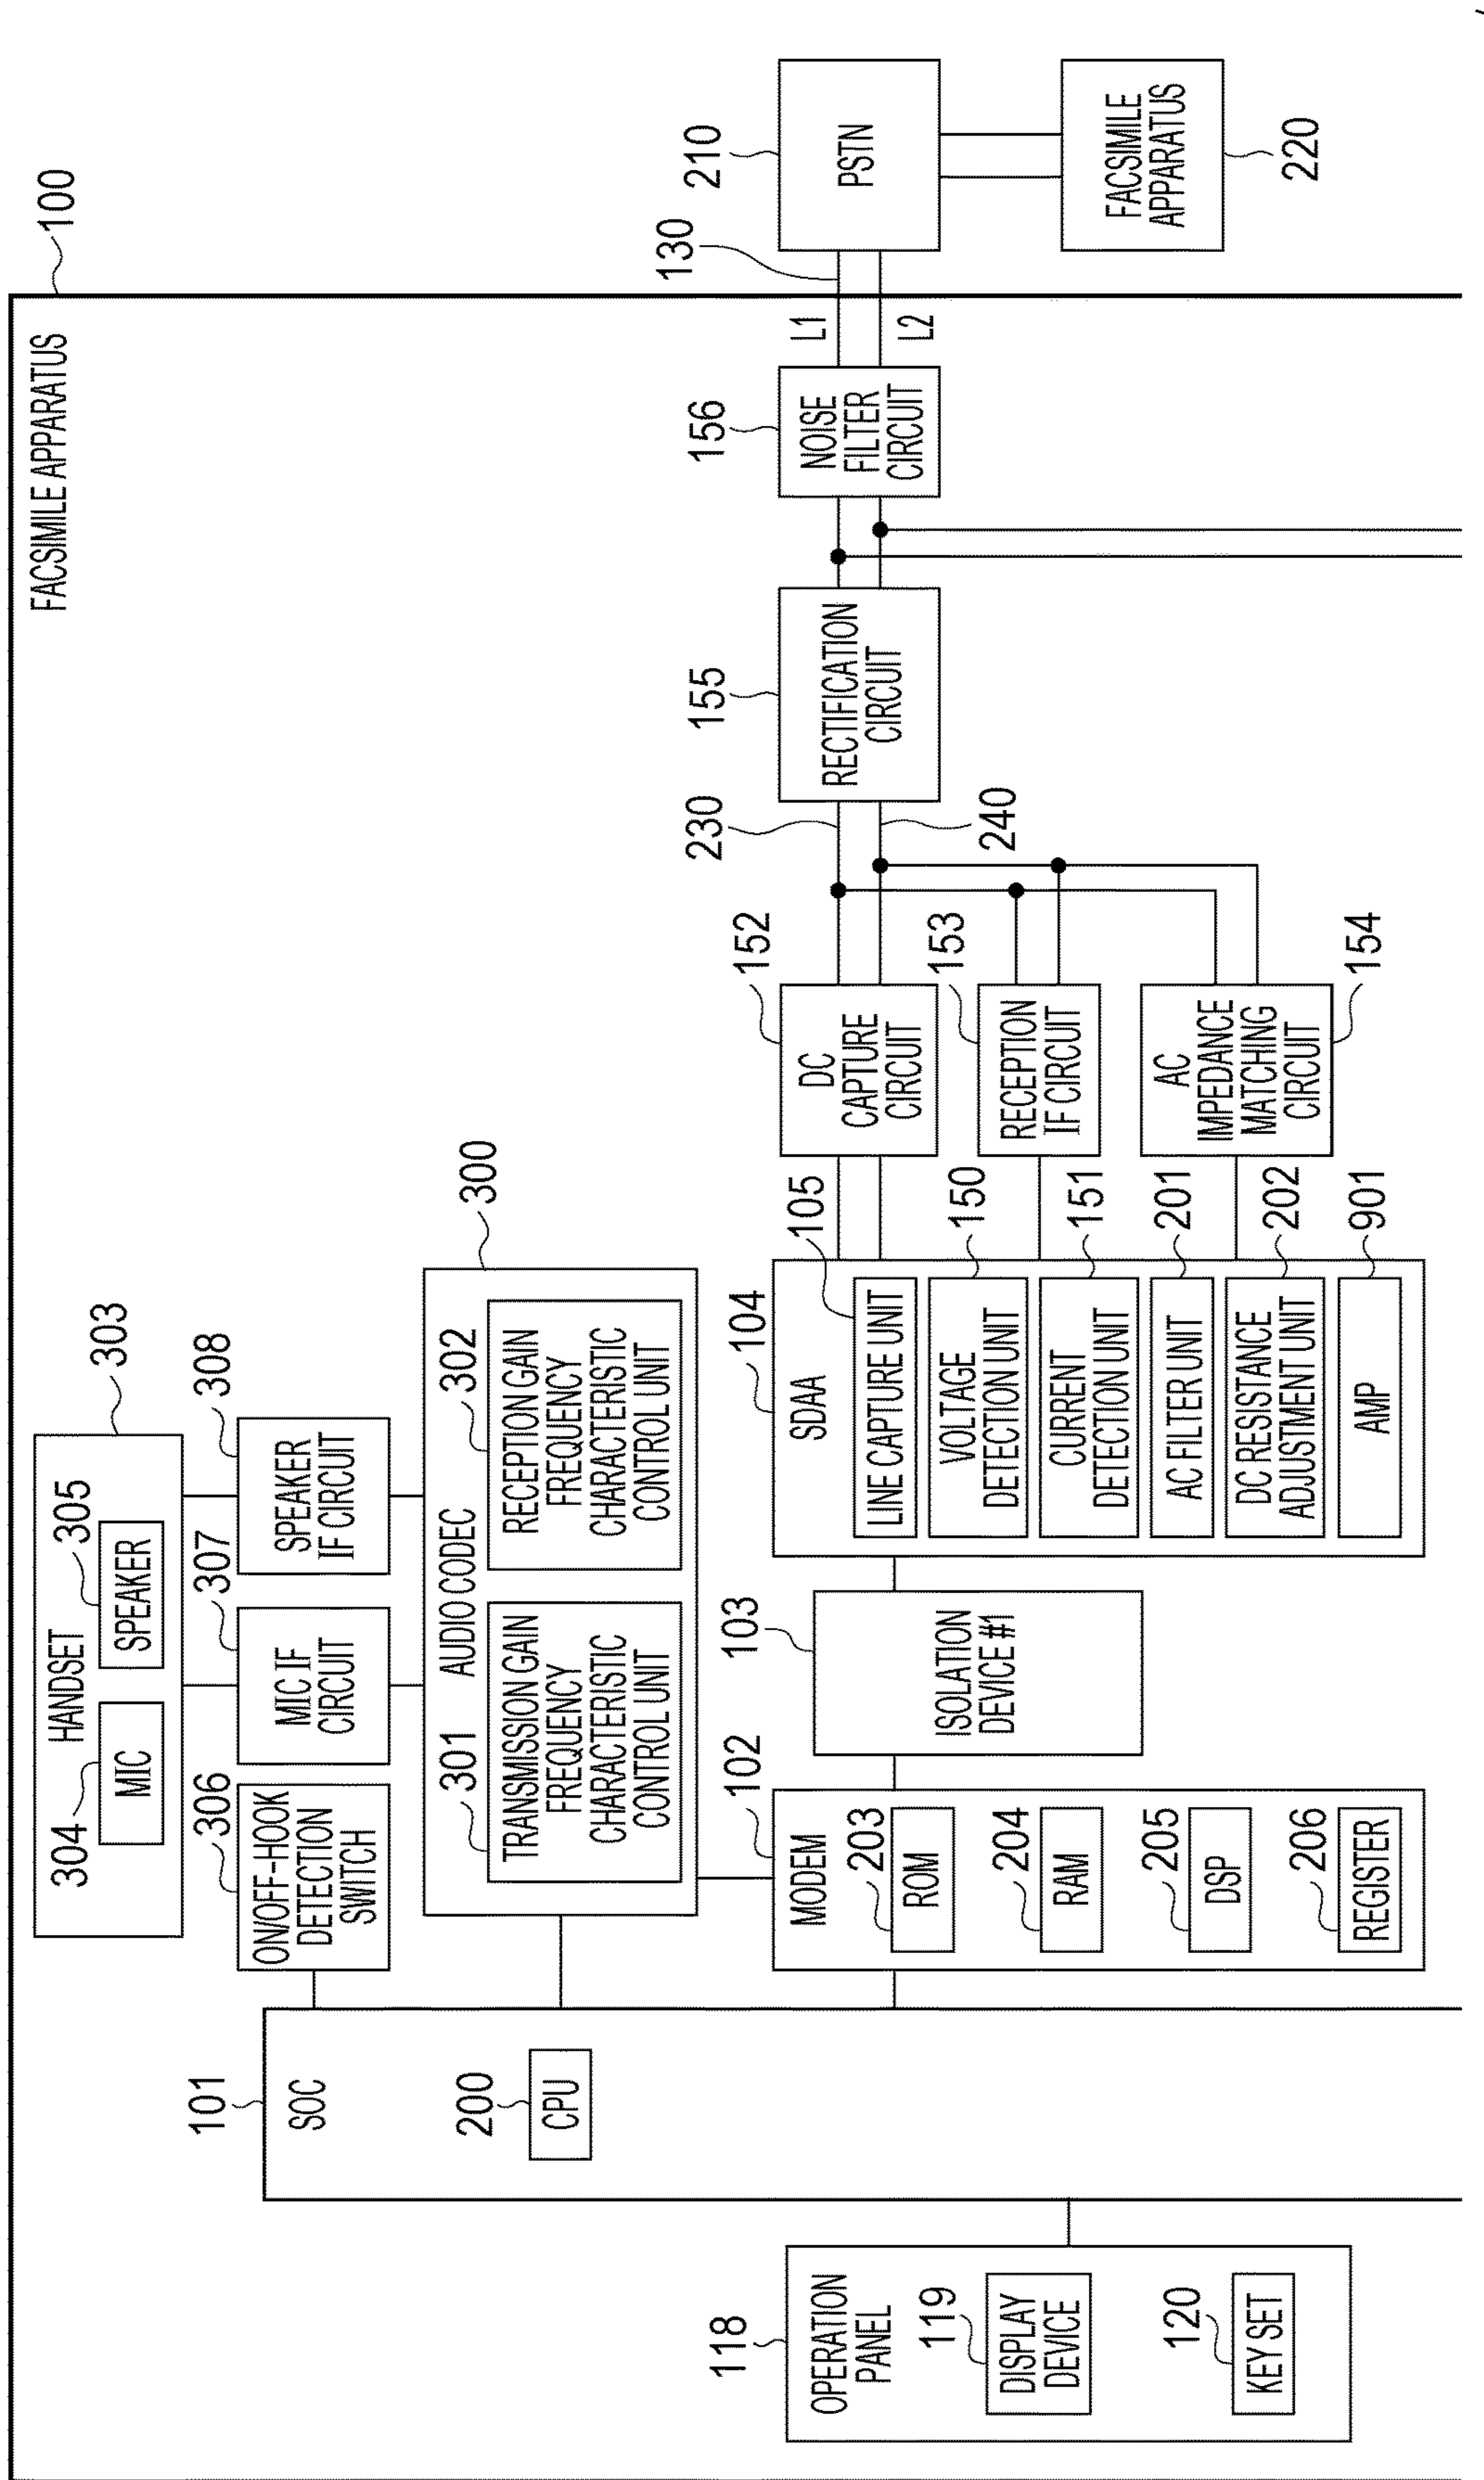 FACSIMILE APPARATUS
100
HANDSET
303
304
MIC
305
SPEAKER
306
ON/OFF-HOOK
DETECTION
SWITCH
307
MIC IF
CIRCUIT
308
SPEAKER
IF CIRCUIT
101
SOC
200
CPU
AUDIO CODEC
300
301
TRANSMISSION GAIN
FREQUENCY
CHARACTERISTIC
CONTROL UNIT
302
RECEPTION GAIN
FREQUENCY
CHARACTERISTIC
CONTROL UNIT
118
OPERATION
PANEL
119
DISPLAY
DEVICE
120
KEY SET
102
MODEM
203
ROM
204
RAM
205
DSP
206
REGISTER
103
ISOLATION
DEVICE #1
104
SDAA
105
LINE CAPTURE UNIT
150
VOLTAGE
DETECTION UNIT
151
CURRENT
DETECTION UNIT
201
AC FILTER UNIT
202
DC RESISTANCE
ADJUSTMENT UNIT
901
AMP
152
DC
CAPTURE
CIRCUIT
153
RECEPTION
IF CIRCUIT
154
AC
IMPEDANCE
MATCHING
CIRCUIT
230
240
155
RECTIFICATION
CIRCUIT
156
NOISE
FILTER
CIRCUIT
L1
L2
130
210
PSTN
FACSIMILE
APPARATUS
220